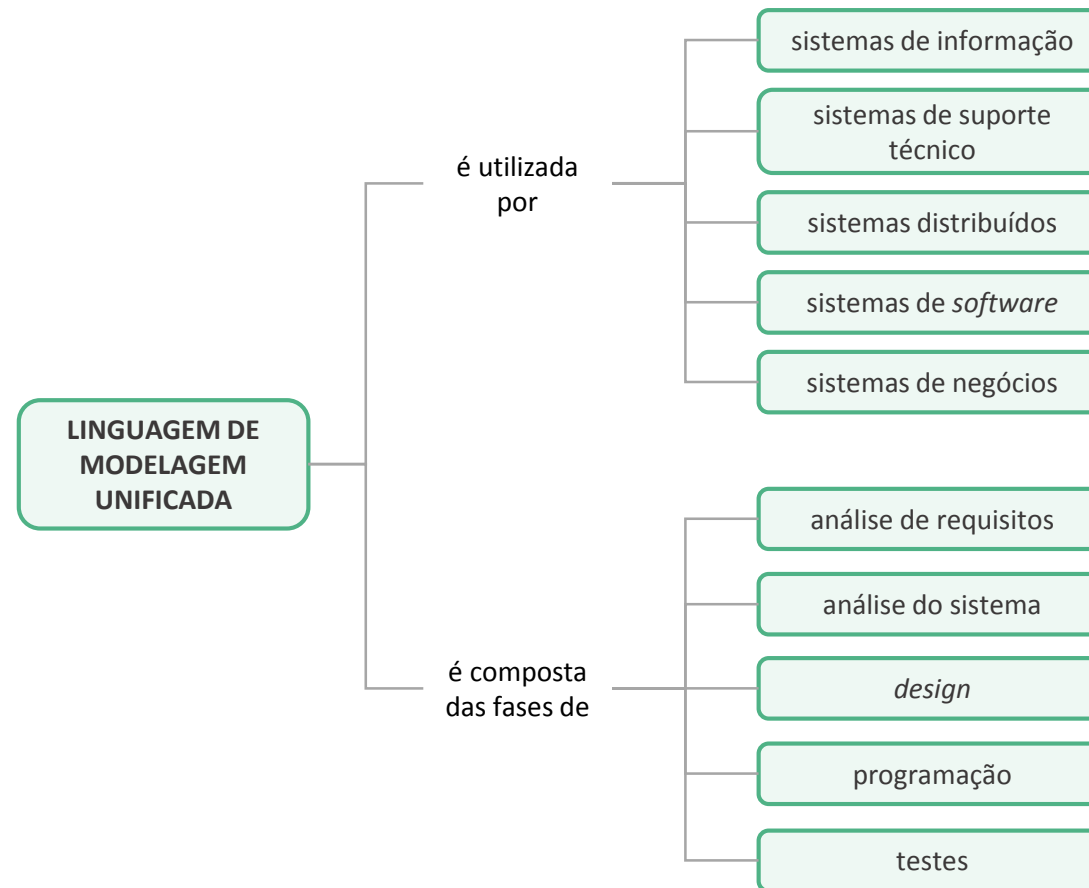 LINGUAGEM DE
MODELAGEM
UNIFICADA
é utilizada
por
sistemas de informação
sistemas de suporte
técnico
sistemas distribuídos
sistemas de software
sistemas de negócios
é composta
das fases de
análise de requisitos
análise do sistema
design
programação
testes